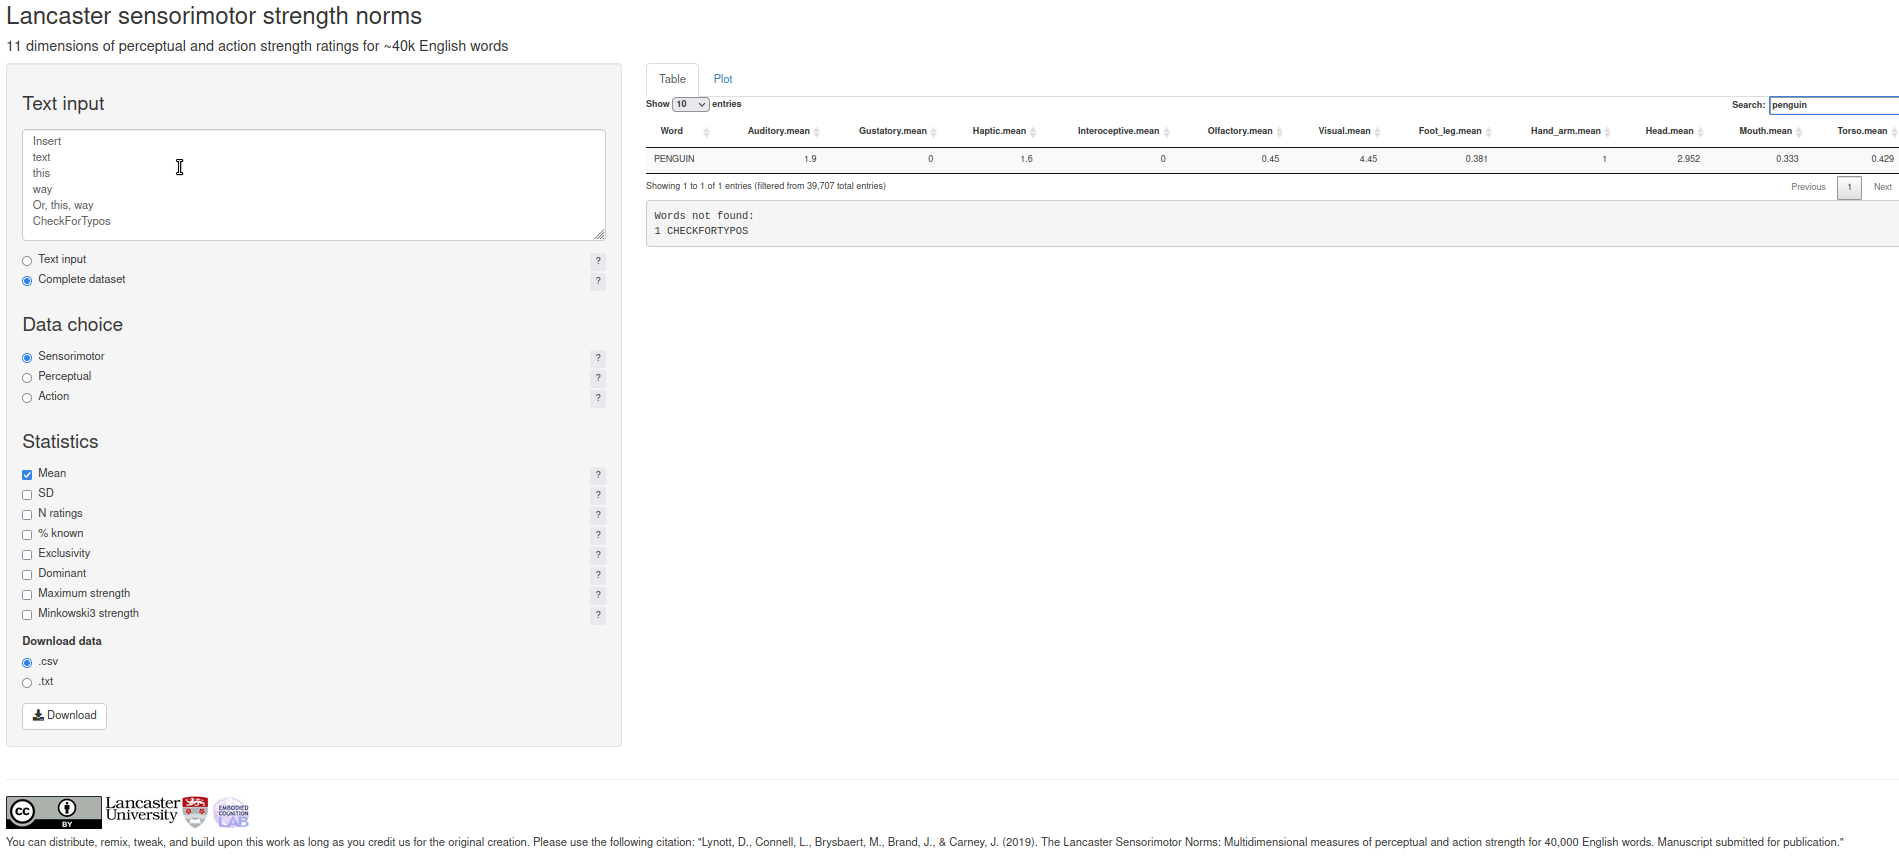 Lancaster sensorimotor strength norms
11 dimensions of perceptual and action strength ratings for ~40k English words
Text input
Insert
text
this
way
Or, this, way
CheckForTypos
Text input ?
Complete dataset ?
Data choice
Sensorimotor ?
Perceptual ?
Action ?
Statistics
Mean ?
SD ?
N ratings ?
% known ?
Exclusivity ?
Dominant ?
Maximum strength ?
Minkowski3 strength ?
Download data
.csv
.txt
Download
Table Plot
Show 10 entries Search: penguin
Word Auditory.mean Gustatory.mean Haptic.mean Interoceptive.mean Olfactory.mean Visual.mean Foot_leg.mean Hand_arm.mean Head.mean Mouth.mean Torso.mean
PENGUIN 1.9 0 1.6 0 0.45 4.45 0.381 1 2.952 0.333 0.429
Showing 1 to 1 of 1 entries (filtered from 39,707 total entries) Previous 1 Next
Words not found:
1 CHECKFORTYPOS
cc BY
Lancaster
University
EMBODIED
COGNITION
LAB
You can distribute, remix, tweak, and build upon this work as long as you credit us for the original creation. Please use the following citation: "Lynott, D., Connell, L., Brysbaert, M., Brand, J., & Carney, J. (2019). The Lancaster Sensorimotor Norms: Multidimensional measures of perceptual and action strength for 40,000 English words. Manuscript submitted for publication."